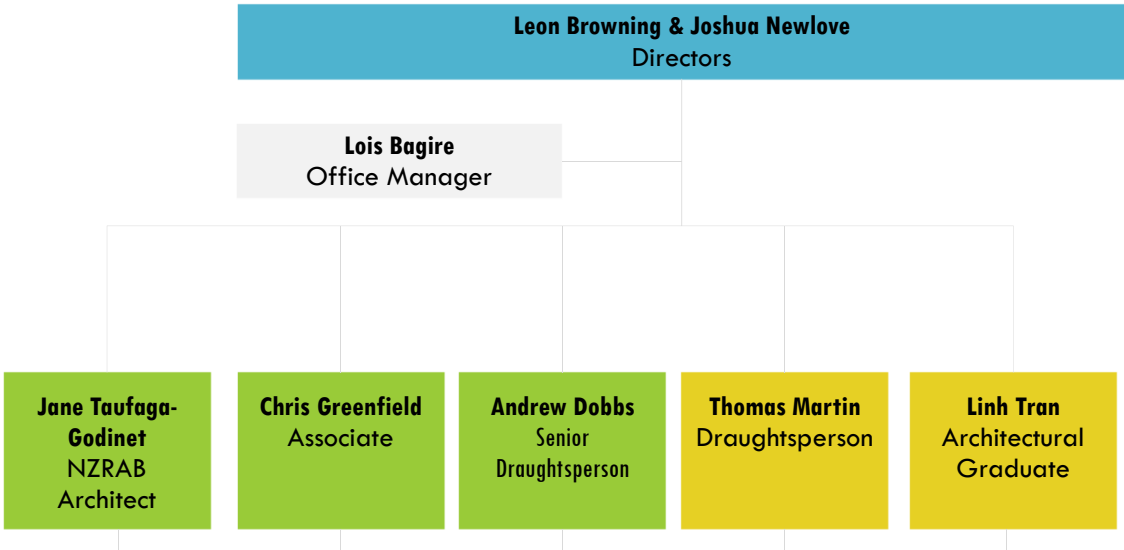 Leon Browning & Joshua Newlove
Directors
Lois Bagire
Office Manager
Jane Taufaga-
Godinet
NZRAB
Architect
Chris Greenfield
Associate
Andrew Dobbs
Senior
Draughtsperson
Thomas Martin
Draughtsperson
Linh Tran
Architectural
Graduate